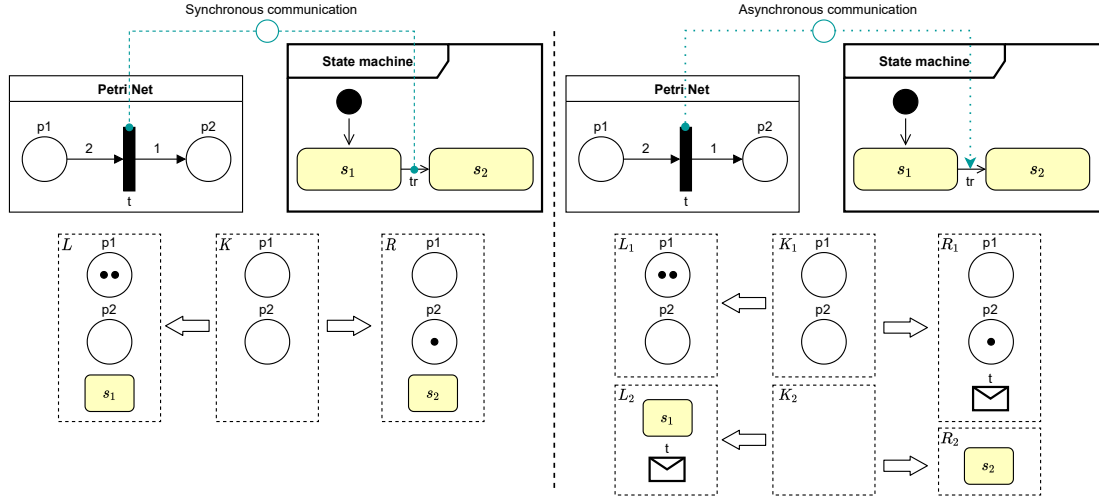 Synchronous communication
State machine
Petri Net
p1
p2
2
1
t
s₁
s₂
tr
L
p1
p2
s₁
K
p1
p2
R
p1
p2
s₂
Asynchronous communication
State machine
Petri Net
p1
p2
2
1
t
s₁
s₂
tr
L₁
p1
p2
K₁
p1
p2
R₁
p1
p2
t
L₂
s₁
t
K₂
R₂
s₂